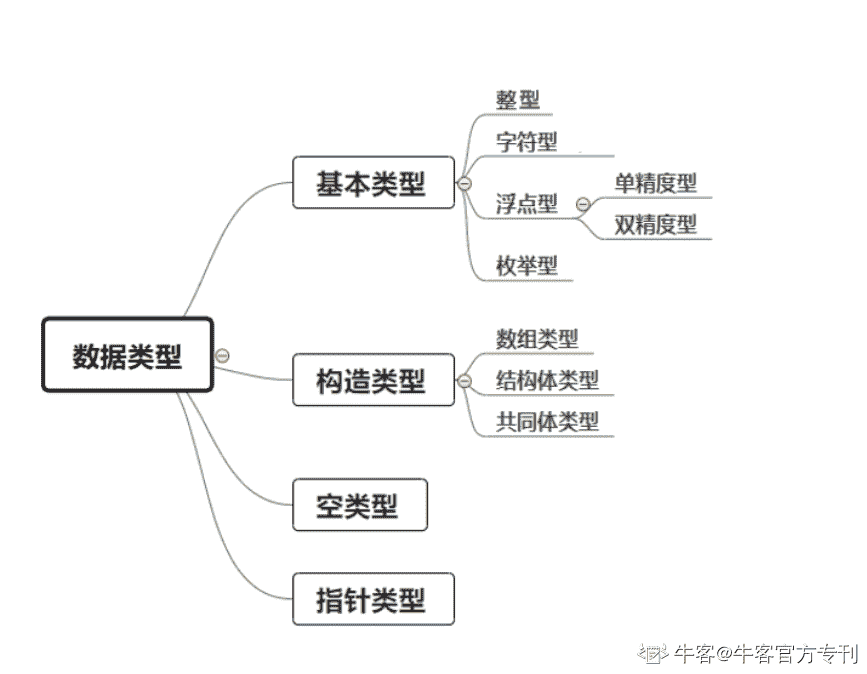 数据类型
基本类型
整型
字符型
浮点型
单精度型
双精度型
枚举型
构造类型
数组类型
结构体类型
共同体类型
空类型
指针类型
牛客@牛客官方专刊